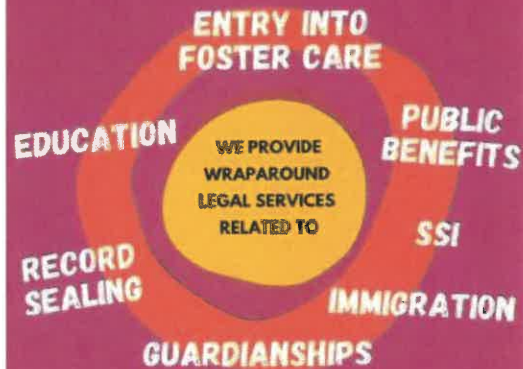 ENTRY INTO
FOSTER CARE
PUBLIC
BENEFITS
SSI
IMMIGRATION
GUARDIANSHIPS
RECORD
SEALING
EDUCATION
WE PROVIDE
WRAPAROUND
LEGAL SERVICES
RELATED TO